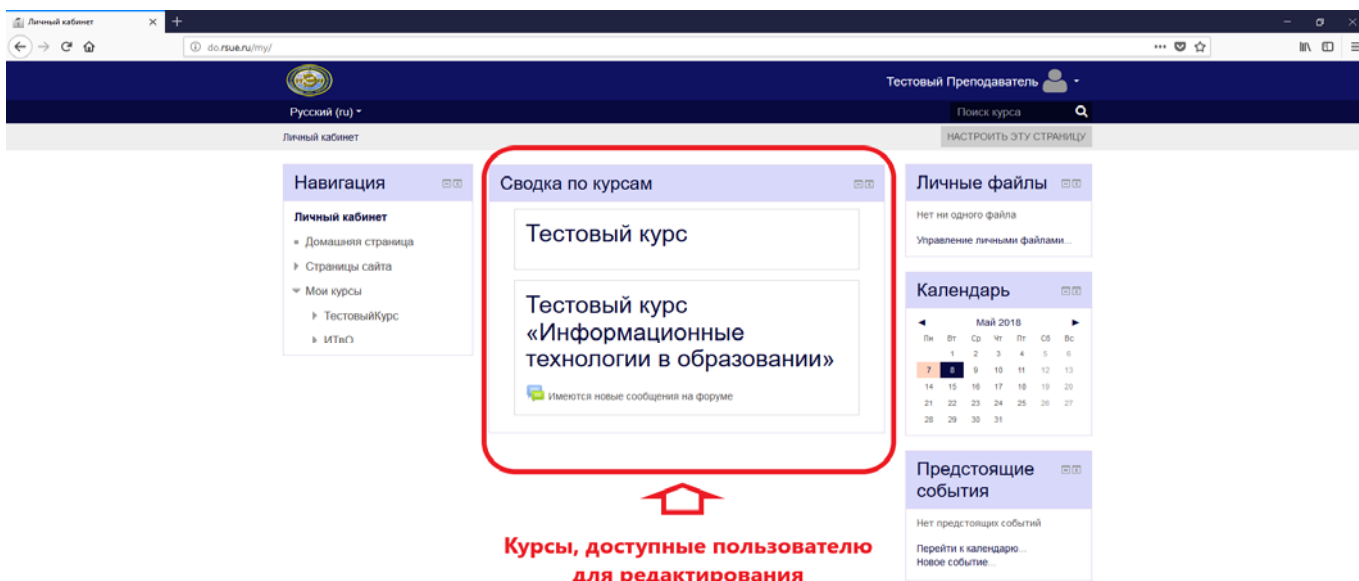 Личный кабинет
do.rsue.ru/my/
Тестовый Преподаватель
Русский (ru)
Поиск курса
Личный кабинет
НАСТРОИТЬ ЭТУ СТРАНИЦУ
Навигация
Личный кабинет
Домашняя страница
Страницы сайта
Мои курсы
ТестовыйКурс
ИТвО
Сводка по курсам
Тестовый курс
Тестовый курс
«Информационные
технологии в образовании»
Имеются новые сообщения на форуме
Курсы, доступные пользователю
для редактирования
Личные файлы
Нет ни одного файла
Управление личными файлами...
Календарь
◄ Май 2018 ►
Пн Вт Ср Чт Пт Сб Вс
1 2 3 4 5 6
7 8 9 10 11 12 13
14 15 16 17 18 19 20
21 22 23 24 25 26 27
28 29 30 31
Предстоящие
события
Нет предстоящих событий
Перейти к календарю...
Новое событие...